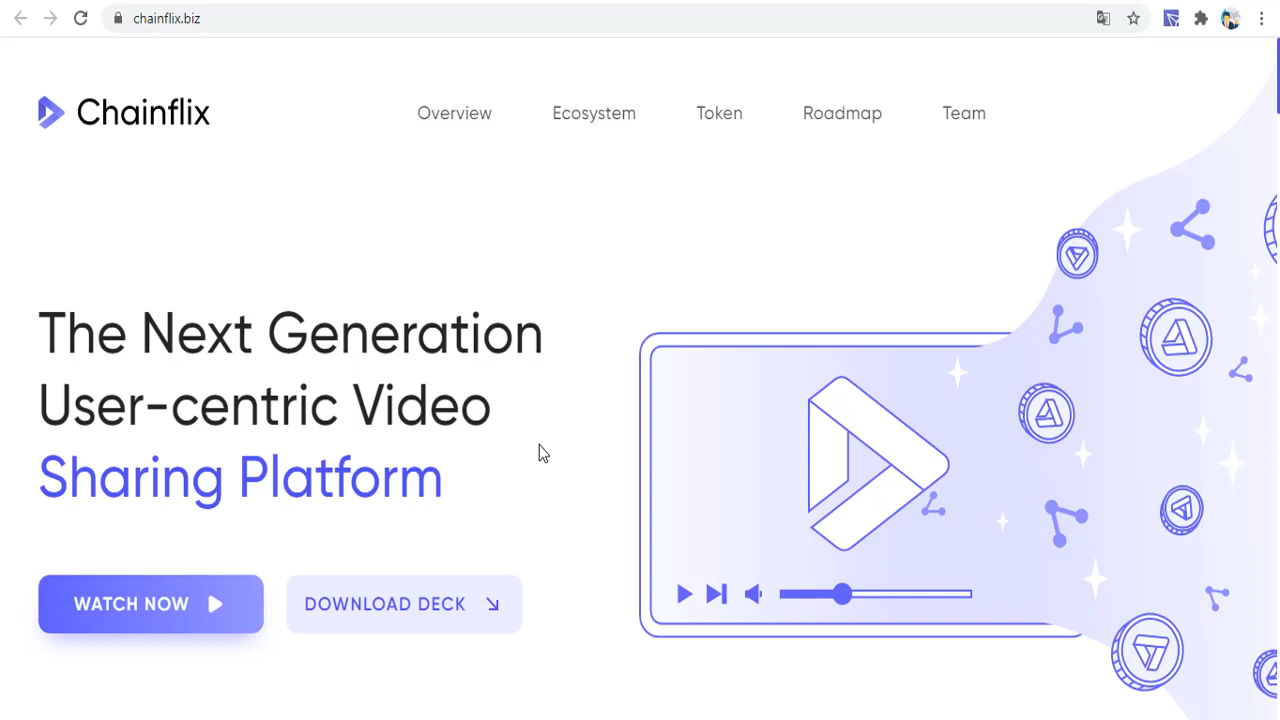 chainflix.biz
Chainflix
Overview
Ecosystem
Token
Roadmap
Team
The Next Generation
User-centric Video
Sharing Platform
WATCH NOW
DOWNLOAD DECK